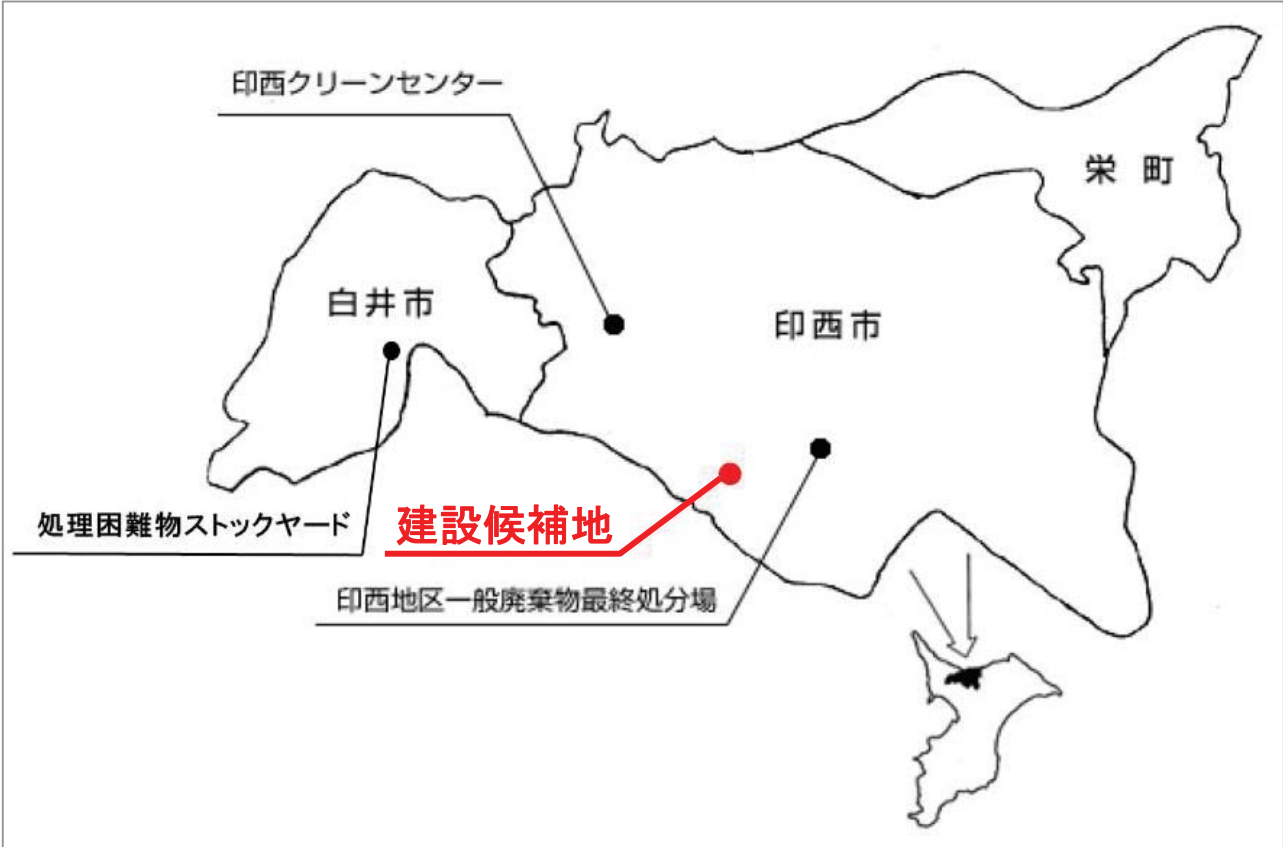 印西クリーンセンター
栄町
白井市
印西市
処理困難物ストックヤード
建設候補地
印西地区一般廃棄物最終処分場